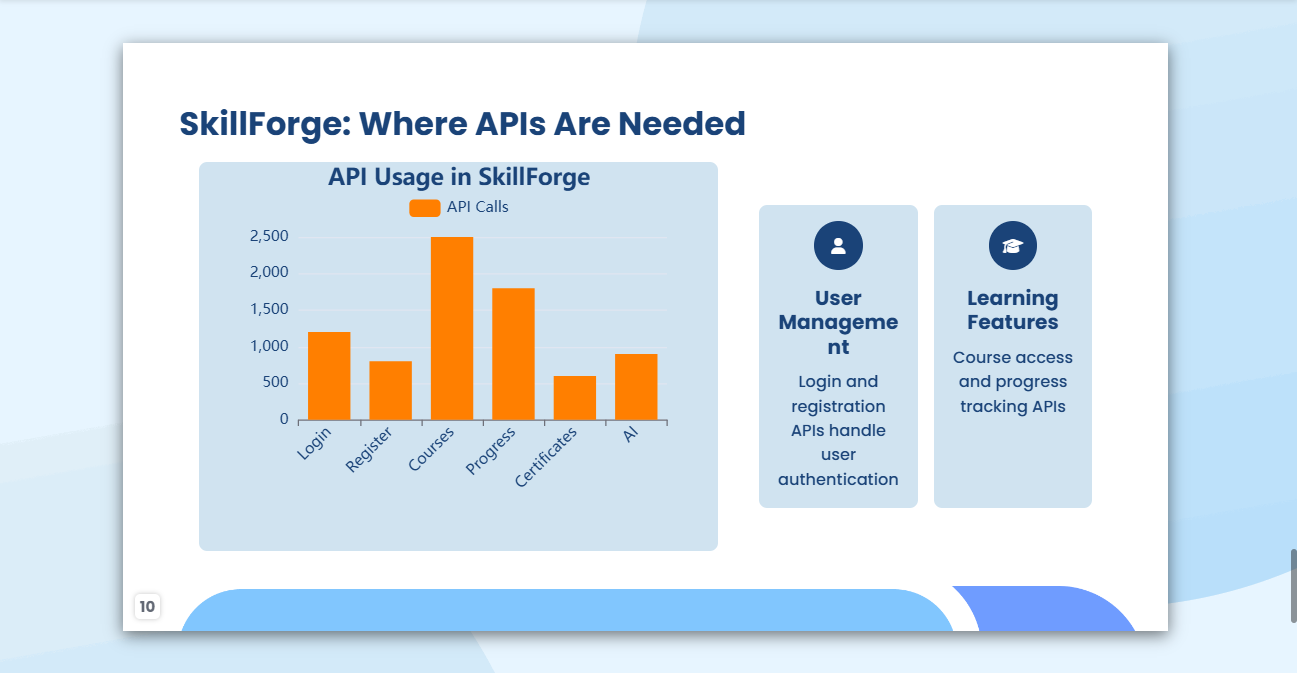 SkillForge: Where APIs Are Needed
API Usage in SkillForge
API Calls
2,500
2,000
1,500
1,000
500
0
Login
Register
Courses
Progress
Certificates
AI
User
Manageme
nt
Login and
registration
APIs handle
user
authentication
Learning
Features
Course access
and progress
tracking APIs
10